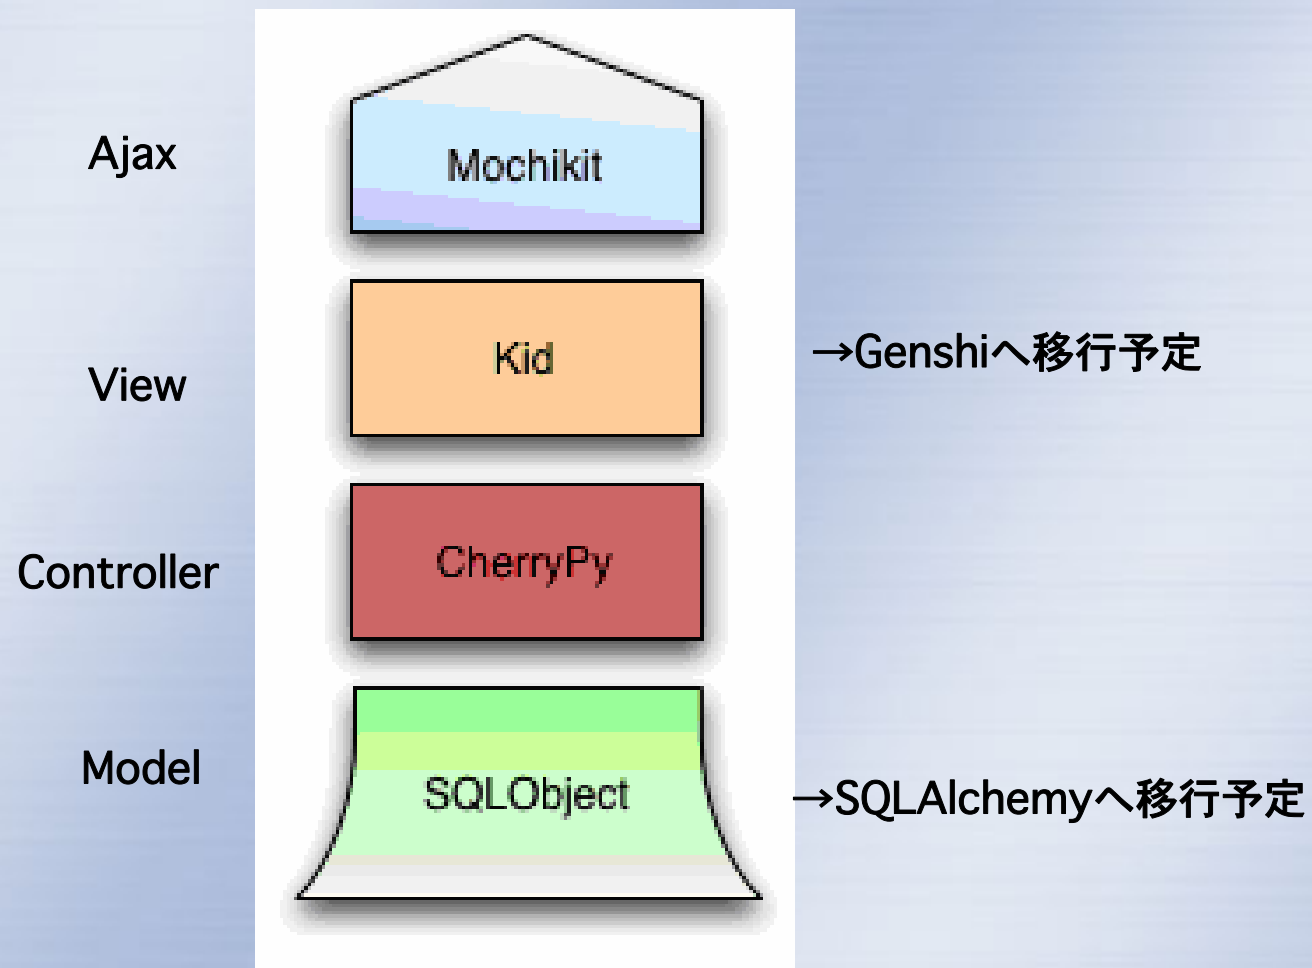 Ajax
Mochikit
View
Kid
→Genshiへ移行予定
Controller
CherryPy
Model
SQLObject
→SQLAlchemyへ移行予定